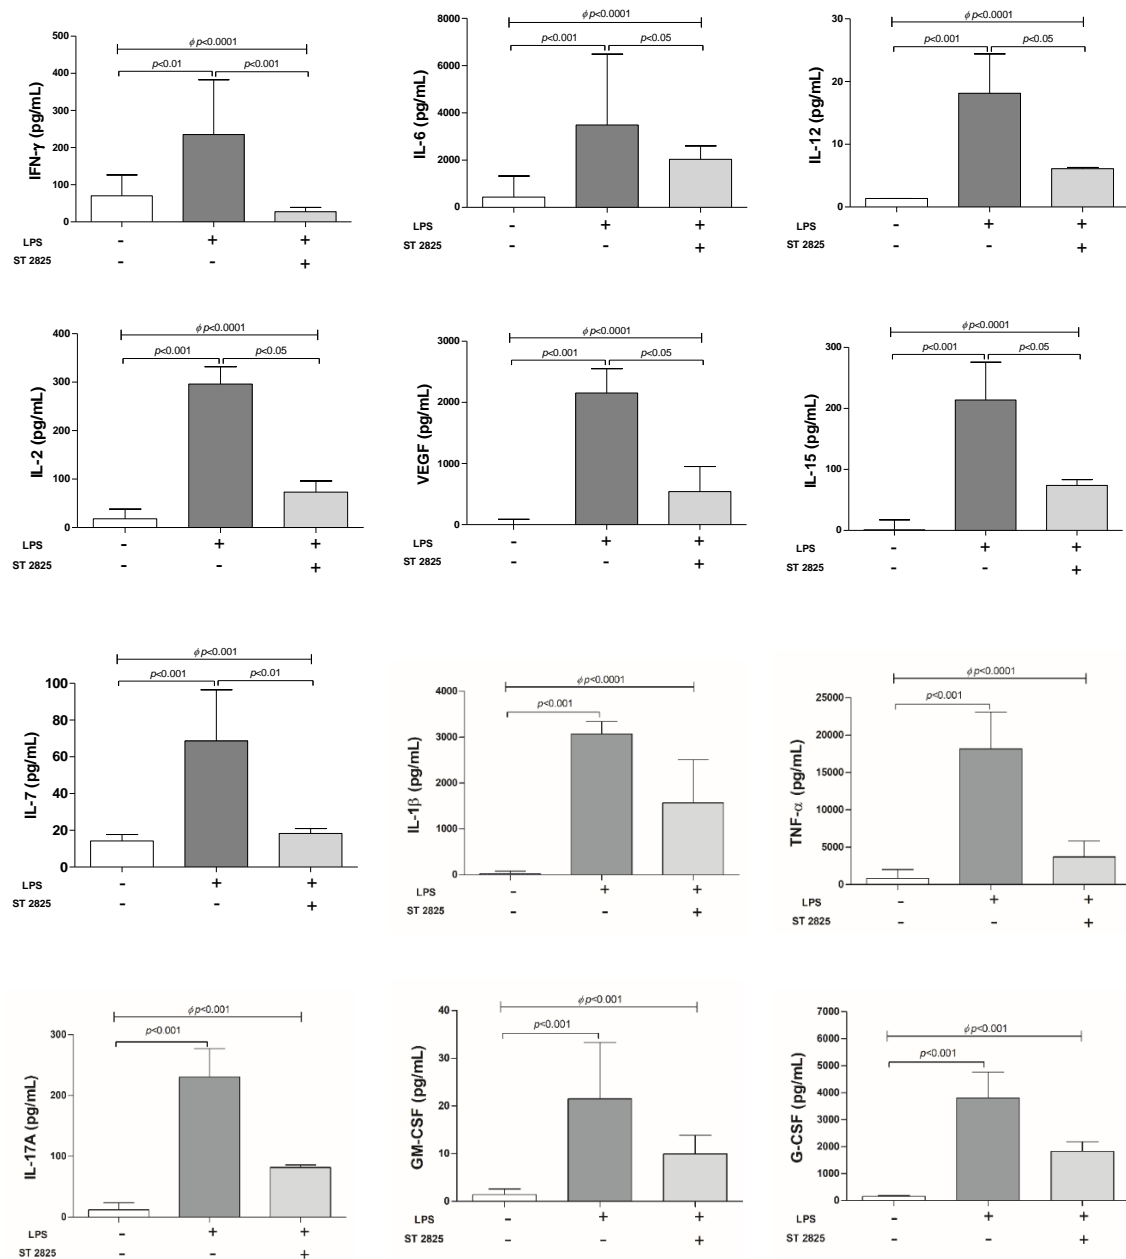 ϕ p<0.0001
p<0.01 p<0.001
IFN-γ (pg/mL)
500
400
300
200
100
0
LPS - + +
ST 2825 - - +
ϕ p<0.0001
p<0.001 p<0.05
IL-6 (pg/mL)
8000
6000
4000
2000
0
LPS - + +
ST 2825 - - +
ϕ p<0.0001
p<0.001 p<0.05
IL-12 (pg/mL)
30
20
10
0
LPS - + +
ST 2825 - - +
ϕ p<0.0001
p<0.001 p<0.05
IL-2 (pg/mL)
400
300
200
100
0
LPS - + +
ST 2825 - - +
ϕ p<0.0001
p<0.001 p<0.05
VEGF (pg/mL)
3000
2000
1000
0
LPS - + +
ST 2825 - - +
ϕ p<0.0001
p<0.001 p<0.05
IL-15 (pg/mL)
300
200
100
0
LPS - + +
ST 2825 - - +
ϕ p<0.001
p<0.001 p<0.01
IL-7 (pg/mL)
100
80
60
40
20
0
LPS - + +
ST 2825 - - +
ϕ p<0.0001
p<0.001
IL-1β (pg/mL)
4000
3000
2000
1000
0
LPS - + +
ST 2825 - - +
ϕ p<0.0001
p<0.001
TNF-α (pg/mL)
25000
20000
15000
10000
5000
0
LPS - + +
ST 2825 - - +
ϕ p<0.001
p<0.001
IL-17A (pg/mL)
300
200
100
0
LPS - + +
ST 2825 - - +
ϕ p<0.001
p<0.001
GM-CSF (pg/mL)
40
30
20
10
0
LPS - + +
ST 2825 - - +
ϕ p<0.001
p<0.001
G-CSF (pg/mL)
7000
6000
5000
4000
3000
2000
1000
0
LPS - + +
ST 2825 - - +